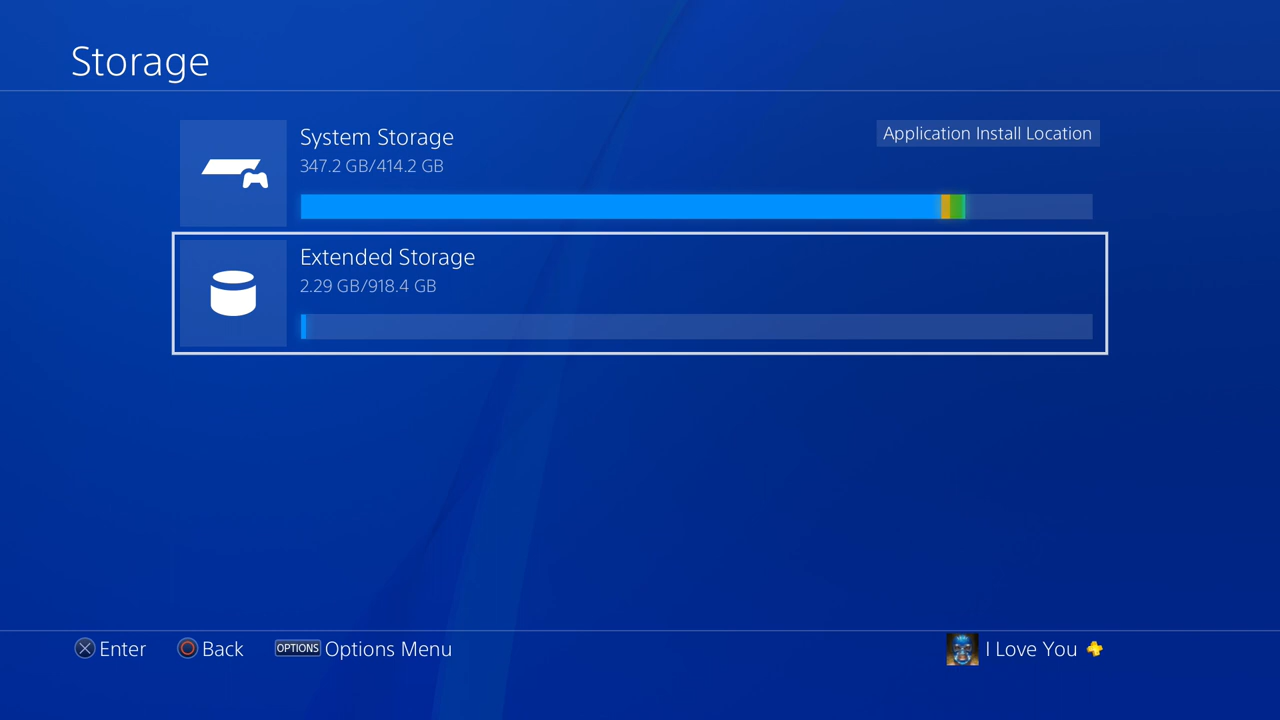 Storage
System Storage
Application Install Location
347.2 GB/414.2 GB
Extended Storage
2.29 GB/918.4 GB
Enter
Back
OPTIONS Options Menu
I Love You